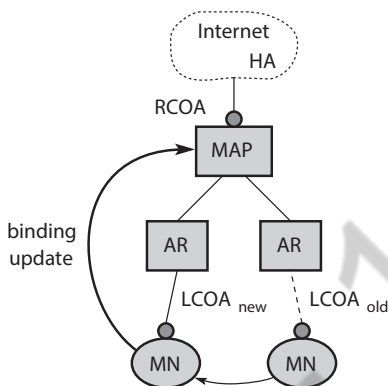 Internet
HA
RCOA
MAP
binding
update
AR
AR
LCOA new
LCOA old
MN
MN